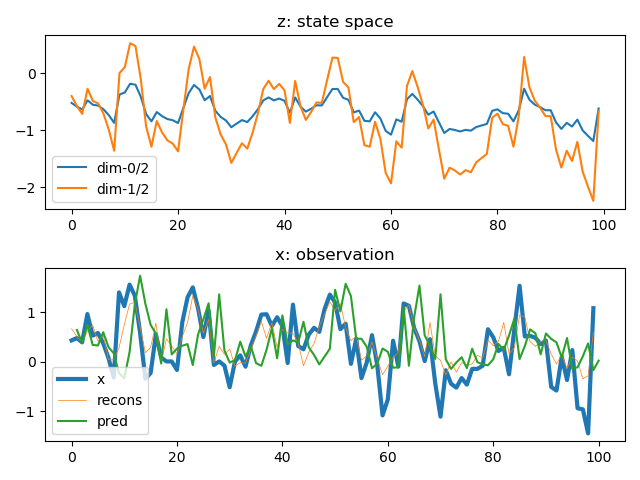 z: state space
0
−1
−2
dim-0/2
dim-1/2
0 20 40 60 80 100
x: observation
1
0
−1
x
recons
pred
0 20 40 60 80 100